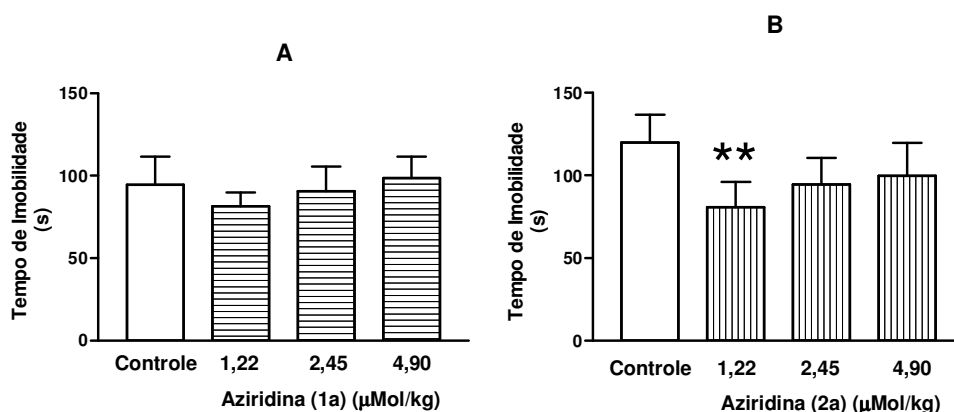 A
Tempo de Imobilidade
(s)
150
100
50
0
Controle 1,22 2,45 4,90
Aziridina (1a) (µMol/kg)
B
Tempo de Imobilidade
(s)
150
100
50
0
**
Controle 1,22 2,45 4,90
Aziridina (2a) (µMol/kg)